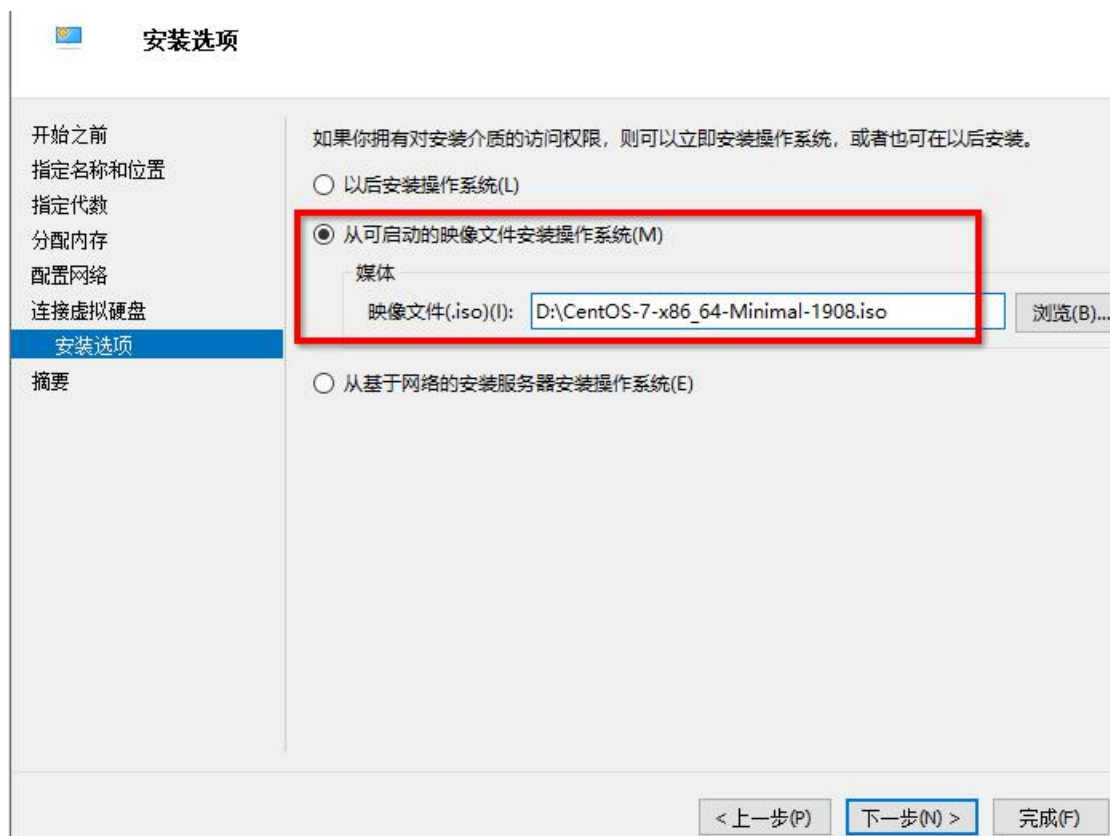 安装选项
开始之前
指定名称和位置
指定代数
分配内存
配置网络
连接虚拟硬盘
安装选项
摘要
如果你拥有对安装介质的访问权限，则可以立即安装操作系统，或者也可在以后安装。
以后安装操作系统(L)
从可启动的映像文件安装操作系统(M)
媒体
映像文件(.iso)(I): D:\CentOS-7-x86_64-Minimal-1908.iso 浏览(B)...
从基于网络的安装服务器安装操作系统(E)
< 上一步(P) 下一步(N) > 完成(F)